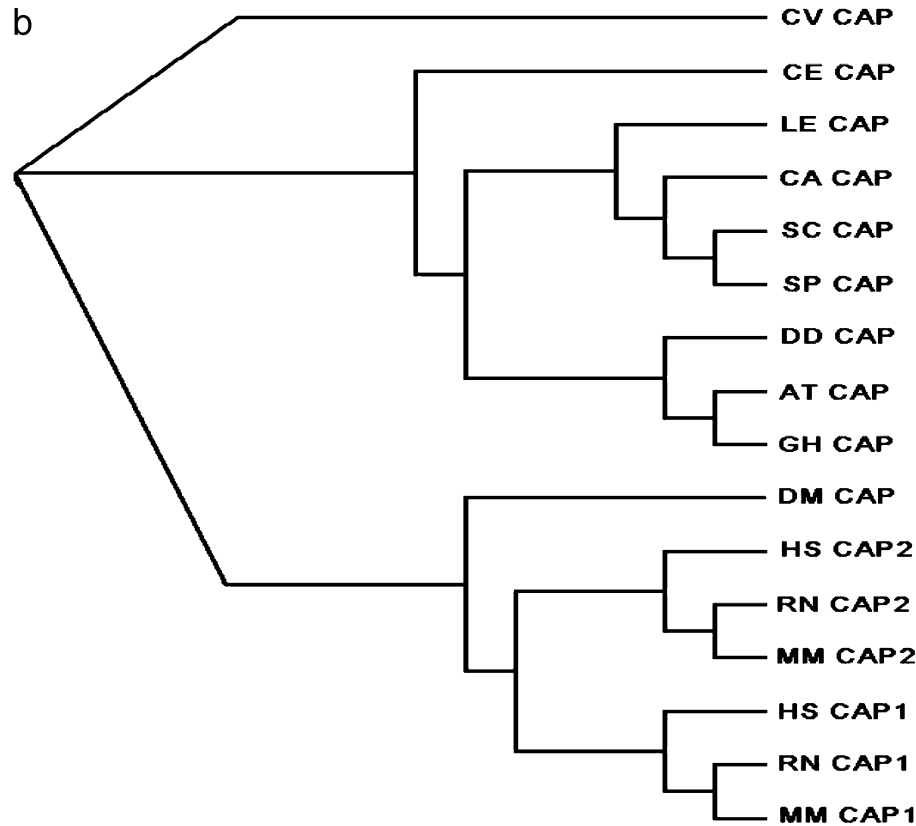 b
CV CAP
CE CAP
LE CAP
CA CAP
SC CAP
SP CAP
DD CAP
AT CAP
GH CAP
DM CAP
HS CAP2
RN CAP2
MM CAP2
HS CAP1
RN CAP1
MM CAP1